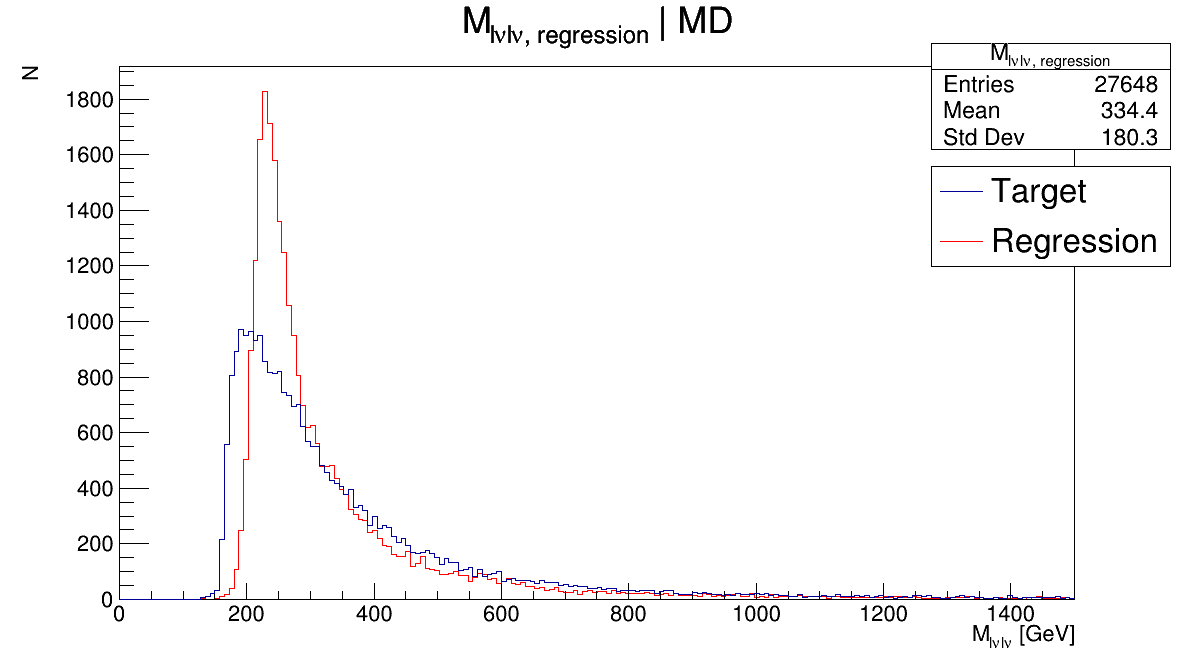 M_lνlν, regression | MD
N
M_lνlν, regression
Entries 27648
Mean 334.4
Std Dev 180.3
Target
Regression
1800
1600
1400
1200
1000
800
600
400
200
0
0 200 400 600 800 1000 1200 1400
M_lνlν [GeV]